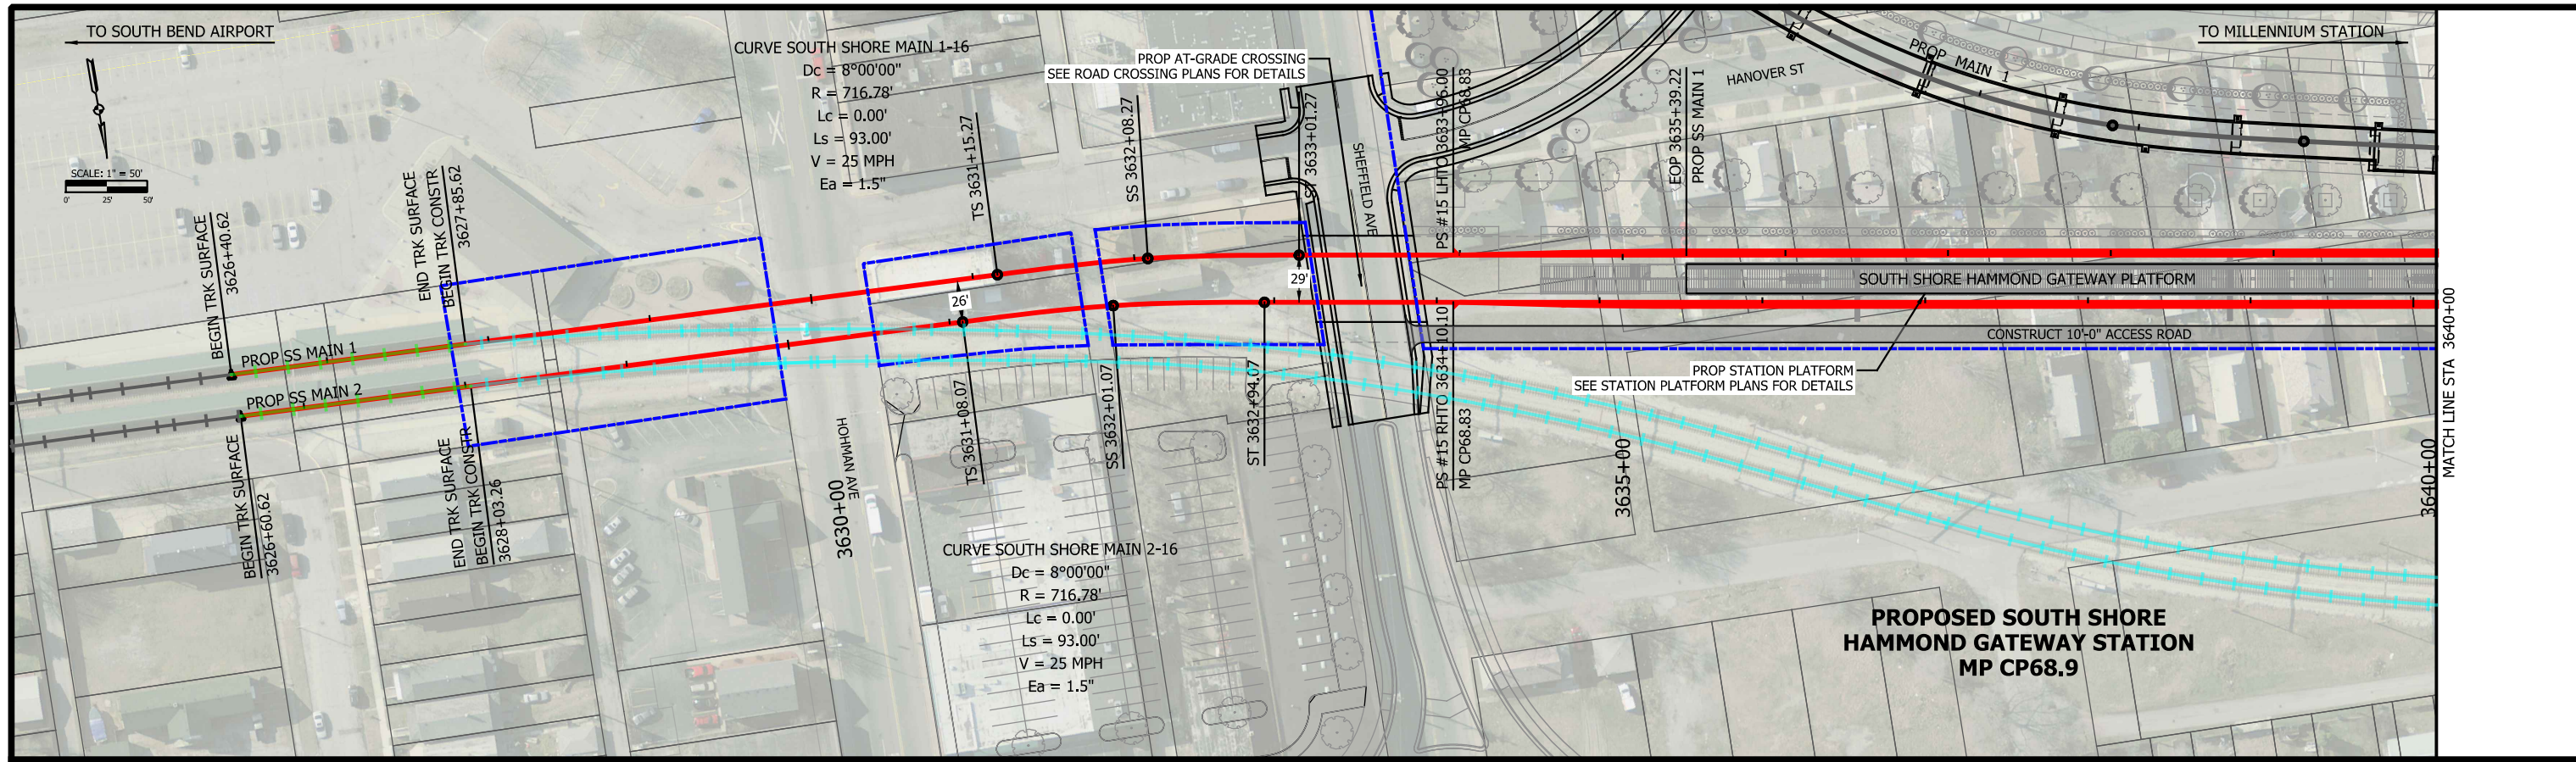 TO SOUTH BEND AIRPORT
TO MILLENNIUM STATION
SCALE: 1" = 50'
0' 25' 50'
CURVE SOUTH SHORE MAIN 1-16
Dc = 8°00'00"
R = 716.78'
Lc = 0.00'
Ls = 93.00'
V = 25 MPH
Ea = 1.5"
PROP AT-GRADE CROSSING
SEE ROAD CROSSING PLANS FOR DETAILS
BEGIN TRK SURFACE
3626+40.62
END TRK SURFACE
BEGIN TRK CONSTR
3627+85.62
TS 3631+15.27
SS 3632+08.27
ST 3633+01.27
SHEFFIELD AVE
PS #15 LHTO 3633+96.00
MP CP68.83
EOP 3635+39.22
PROP SS MAIN 1
HANOVER ST
PROP MAIN 1
PROP SS MAIN 1
PROP SS MAIN 2
26'
29'
SOUTH SHORE HAMMOND GATEWAY PLATFORM
CONSTRUCT 10'-0" ACCESS ROAD
PROP STATION PLATFORM
SEE STATION PLATFORM PLANS FOR DETAILS
BEGIN TRK SURFACE
3626+60.62
END TRK SURFACE
BEGIN TRK CONSTR
3628+03.26
HOHMAN AVE
3630+00
TS 3631+08.07
SS 3632+01.07
ST 3632+94.07
PS #15 RHTO 3634+10.10
MP CP68.83
3635+00
3640+00
MATCH LINE STA 3640+00
CURVE SOUTH SHORE MAIN 2-16
Dc = 8°00'00"
R = 716.78'
Lc = 0.00'
Ls = 93.00'
V = 25 MPH
Ea = 1.5"
PROPOSED SOUTH SHORE
HAMMOND GATEWAY STATION
MP CP68.9